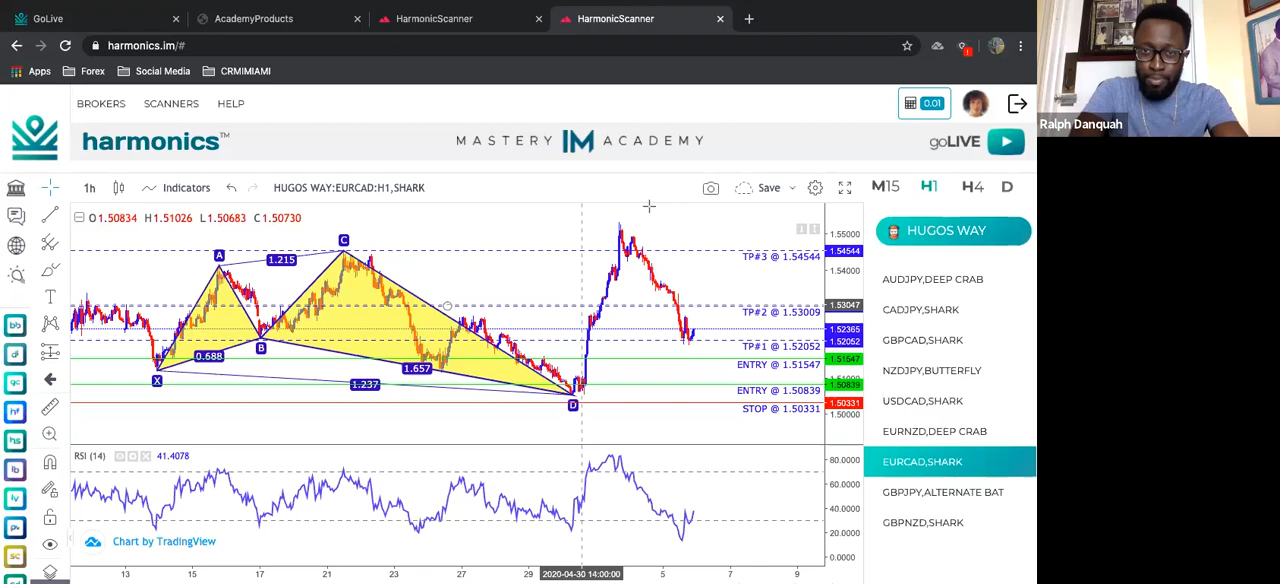 GoLive
AcademyProducts
HarmonicScanner
HarmonicScanner
harmonics.im/#
Apps
Forex
Social Media
CRMIMIAMI
BROKERS SCANNERS HELP
0.01
harmonics™
MASTERY IM ACADEMY
goLIVE
1h
Indicators
HUGOS WAY:EURCAD:H1,SHARK
Save
M15 H1 H4 D
O1.50834 H1.51026 L1.50683 C1.50730
HUGOS WAY
AUDJPY,DEEP CRAB
CADJPY,SHARK
GBPCAD,SHARK
NZDJPY,BUTTERFLY
USDCAD,SHARK
EURNZD,DEEP CRAB
EURCAD,SHARK
GBPJPY,ALTERNATE BAT
GBPNZD,SHARK
A
C
1.215
B
0.688
X
1.657
1.237
D
TP#3 @ 1.54544
TP#2 @ 1.53009
TP#1 @ 1.52052
ENTRY @ 1.51547
ENTRY @ 1.50839
STOP @ 1.50331
1.55000
1.54544
1.54000
1.53047
1.52365
1.52052
1.51547
1.50839
1.50331
1.50000
RSI (14)
41.4078
80.0000
60.0000
40.0000
20.0000
0.0000
Chart by TradingView
13 15 17 19 21 23 27 29 2020-04-30 14:00:00 5 7 9
Ralph Danquah